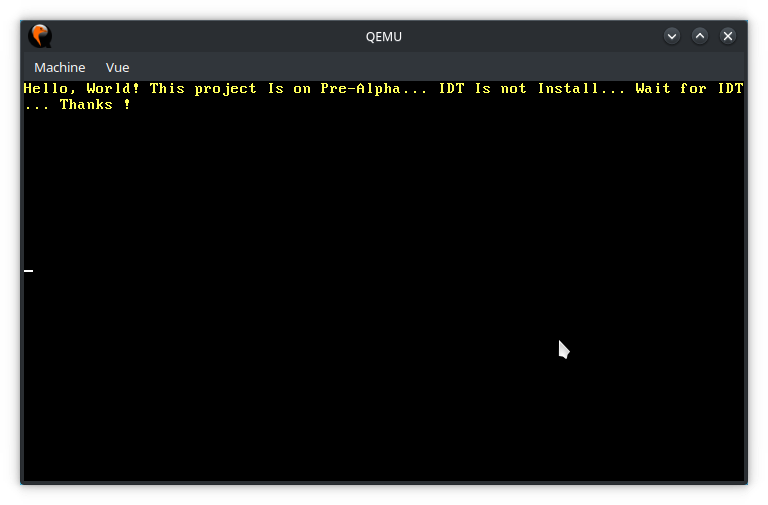 QEMU
Machine Vue
Hello, World! This project Is on Pre-Alpha... IDT Is not Install... Wait for IDT
... Thanks !